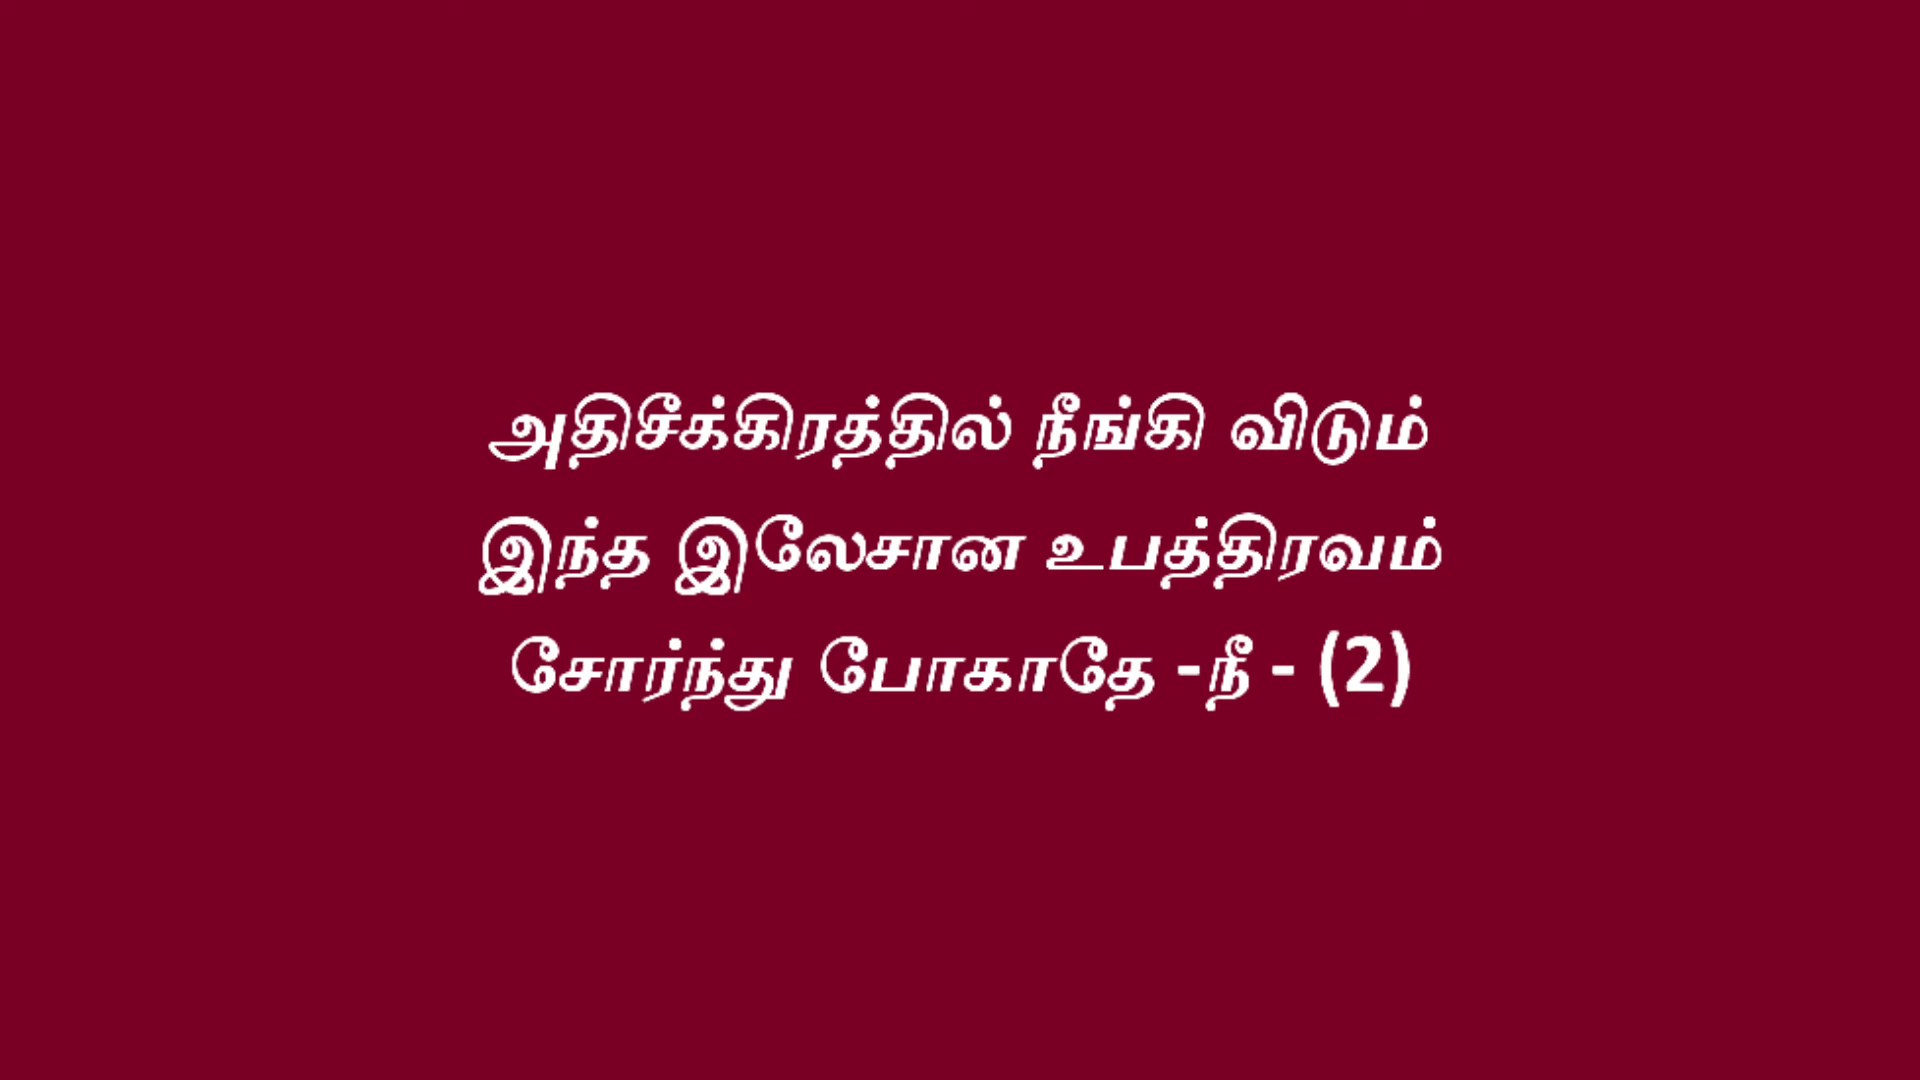 அதிசீக்கிரத்தில் நீங்கி விடும்
இந்த இலேசான உபத்திரவம்
சோர்ந்து போகாதே -நீ - (2)